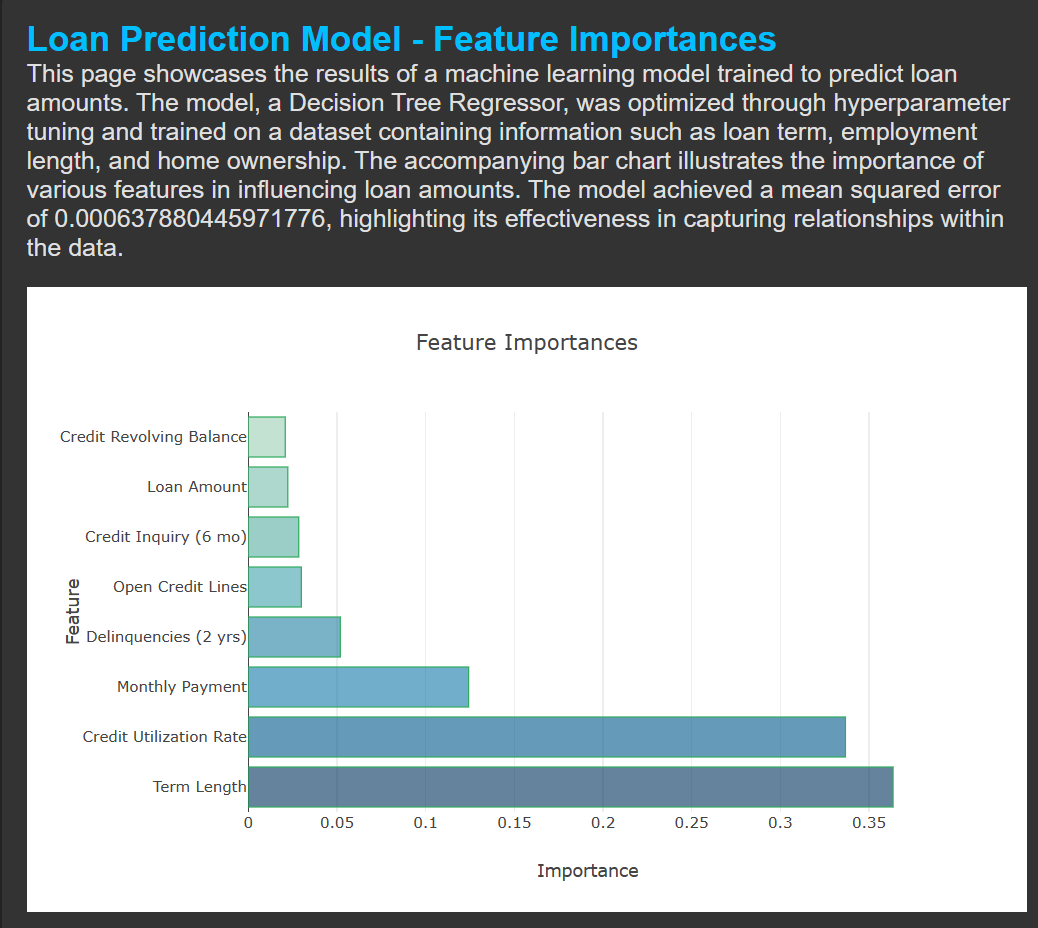 Loan Prediction Model - Feature Importances
This page showcases the results of a machine learning model trained to predict loan
amounts. The model, a Decision Tree Regressor, was optimized through hyperparameter
tuning and trained on a dataset containing information such as loan term, employment
length, and home ownership. The accompanying bar chart illustrates the importance of
various features in influencing loan amounts. The model achieved a mean squared error
of 0.000637880445971776, highlighting its effectiveness in capturing relationships within
the data.
Feature Importances
Credit Revolving Balance
Loan Amount
Credit Inquiry (6 mo)
Open Credit Lines
Feature
Delinquencies (2 yrs)
Monthly Payment
Credit Utilization Rate
Term Length
0 0.05 0.1 0.15 0.2 0.25 0.3 0.35
Importance